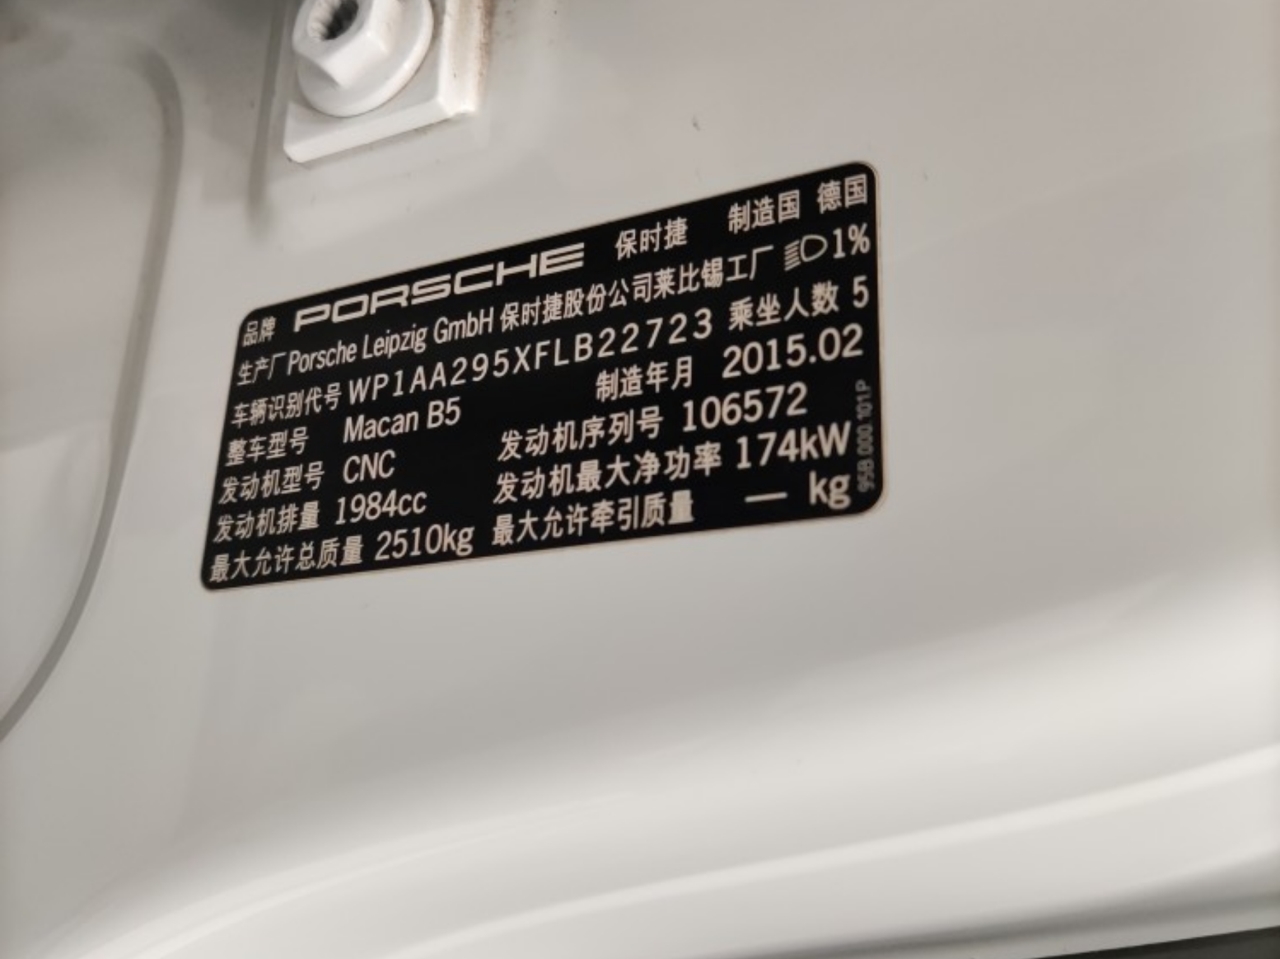 品牌 PORSCHE 保时捷 制造国 德国
生产厂 Porsche Leipzig GmbH 保时捷股份公司莱比锡工厂 1%
车辆识别代号 WP1AA295XFLB22723 乘坐人数 5
整车型号 Macan B5 制造年月 2015.02
发动机型号 CNC 发动机序列号 106572
发动机排量 1984cc 发动机最大净功率 174kW
最大允许总质量 2510kg 最大允许牵引质量 — kg
95B.000.101.P